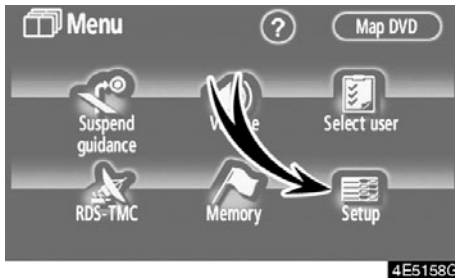 Menu
?
Map DVD
Suspend
guidance
Select user
RDS-TMC
Memory
Setup
4E5158G